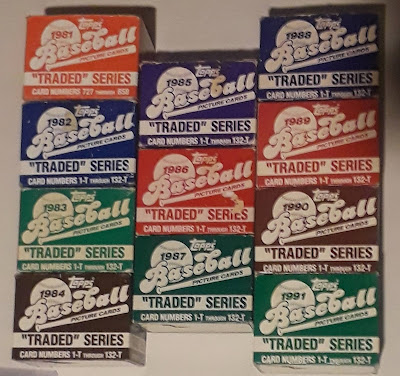 1981
Topps
Baseball
PICTURE CARDS
"TRADED" SERIES
CARD NUMBERS 727 THROUGH 858
1982
Topps
Baseball
PICTURE CARDS
"TRADED" SERIES
CARD NUMBERS 1-T THROUGH 132-T
1983
Topps
Baseball
PICTURE CARDS
"TRADED" SERIES
CARD NUMBERS 1-T THROUGH 132-T
1984
Topps
Baseball
PICTURE CARDS
"TRADED" SERIES
CARD NUMBERS 1-T THROUGH 132-T
1985
Topps
Baseball
PICTURE CARDS
"TRADED" SERIES
CARD NUMBERS 1-T THROUGH 132-T
1986
Topps
Baseball
PICTURE CARDS
"TRADED" SERIES
CARD NUMBERS 1-T THROUGH 132-T
1987
Topps
Baseball
PICTURE CARDS
"TRADED" SERIES
CARD NUMBERS 1-T THROUGH 132-T
1988
Topps
Baseball
PICTURE CARDS
"TRADED" SERIES
CARD NUMBERS 1-T THROUGH 132-T
1989
Topps
Baseball
PICTURE CARDS
"TRADED" SERIES
CARD NUMBERS 1-T THROUGH 132-T
1990
Topps
Baseball
PICTURE CARDS
"TRADED" SERIES
CARD NUMBERS 1-T THROUGH 132-T
1991
Topps
Baseball
PICTURE CARDS
"TRADED" SERIES
CARD NUMBERS 1-T THROUGH 132-T